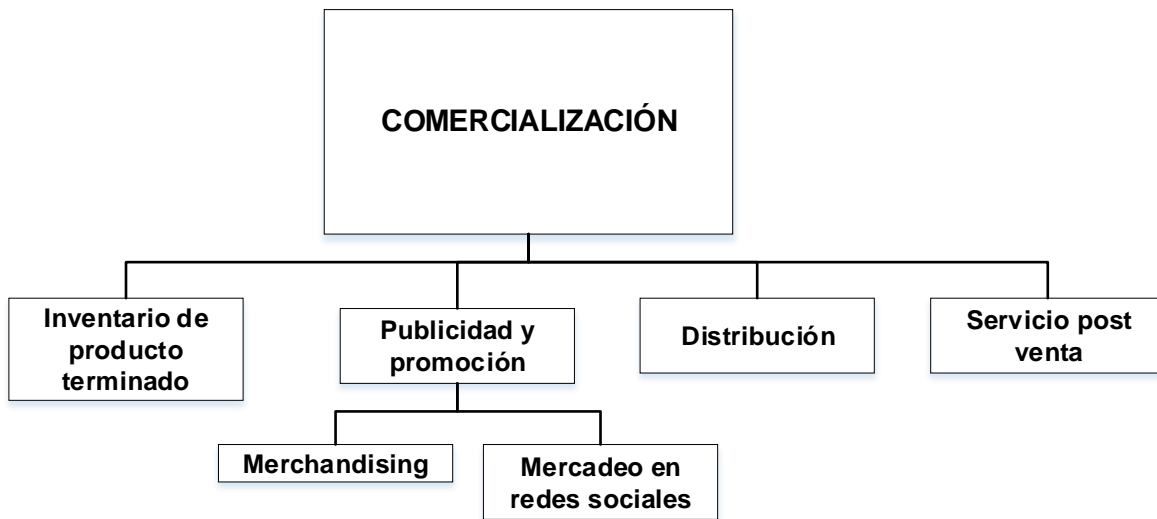 COMERCIALIZACIÓN
Inventario de
producto
terminado
Publicidad y
promoción
Distribución
Servicio post
venta
Merchandising
Mercadeo en
redes sociales